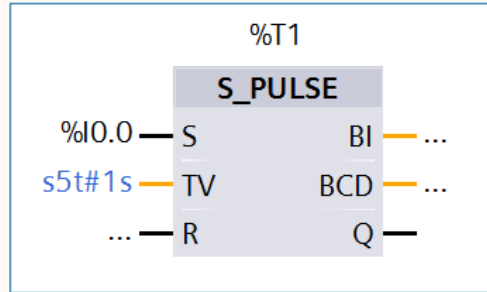 %T1
S_PULSE
%I0.0 S BI ...
s5t#1s TV BCD ...
... R Q